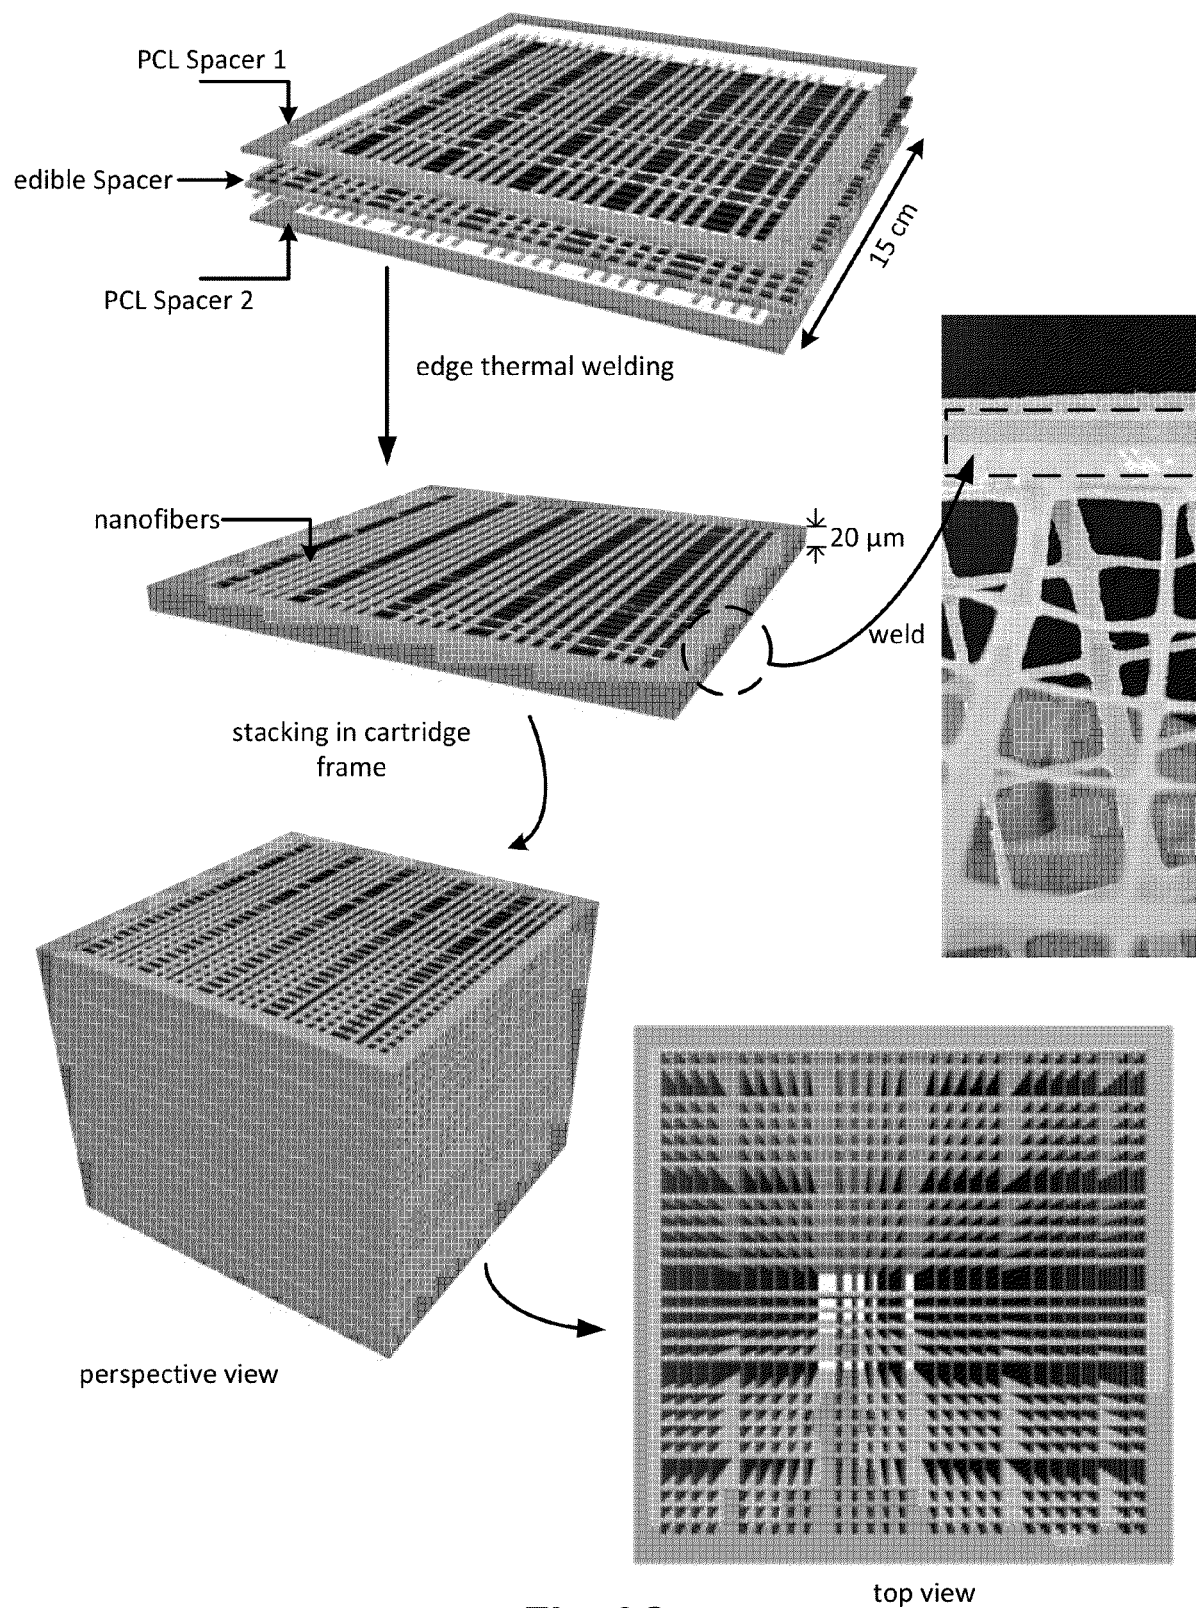 PCL Spacer 1
edible Spacer
PCL Spacer 2
15 cm
edge thermal welding
nanofibers
20 µm
weld
stacking in cartridge
frame
perspective view
top view